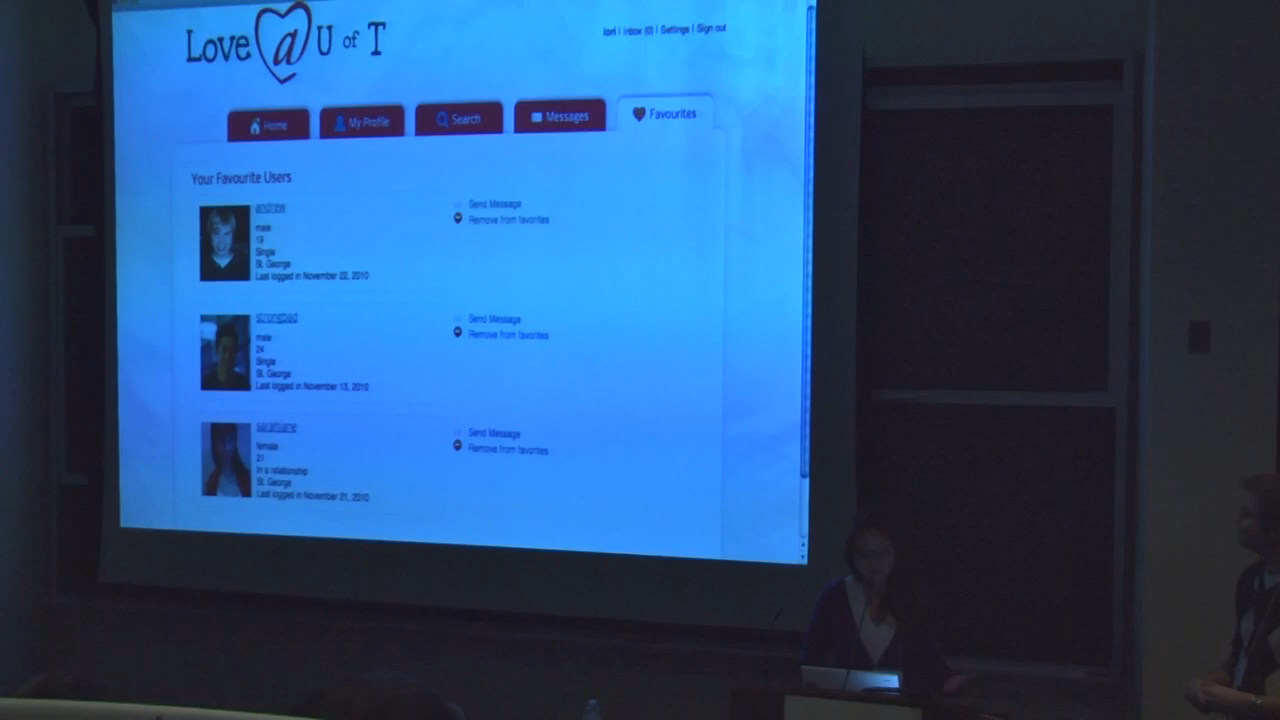 Love @ U of T
lori | Inbox (0) | Settings | Sign out
Home
My Profile
Search
Messages
Favourites
Your Favourite Users
andrew
male
19
Single
St. George
Last logged in November 22, 2010
Send Message
Remove from favorites
strongbad
male
24
Single
St. George
Last logged in November 13, 2010
Send Message
Remove from favorites
sarahjane
female
21
In a relationship
St. George
Last logged in November 21, 2010
Send Message
Remove from favorites